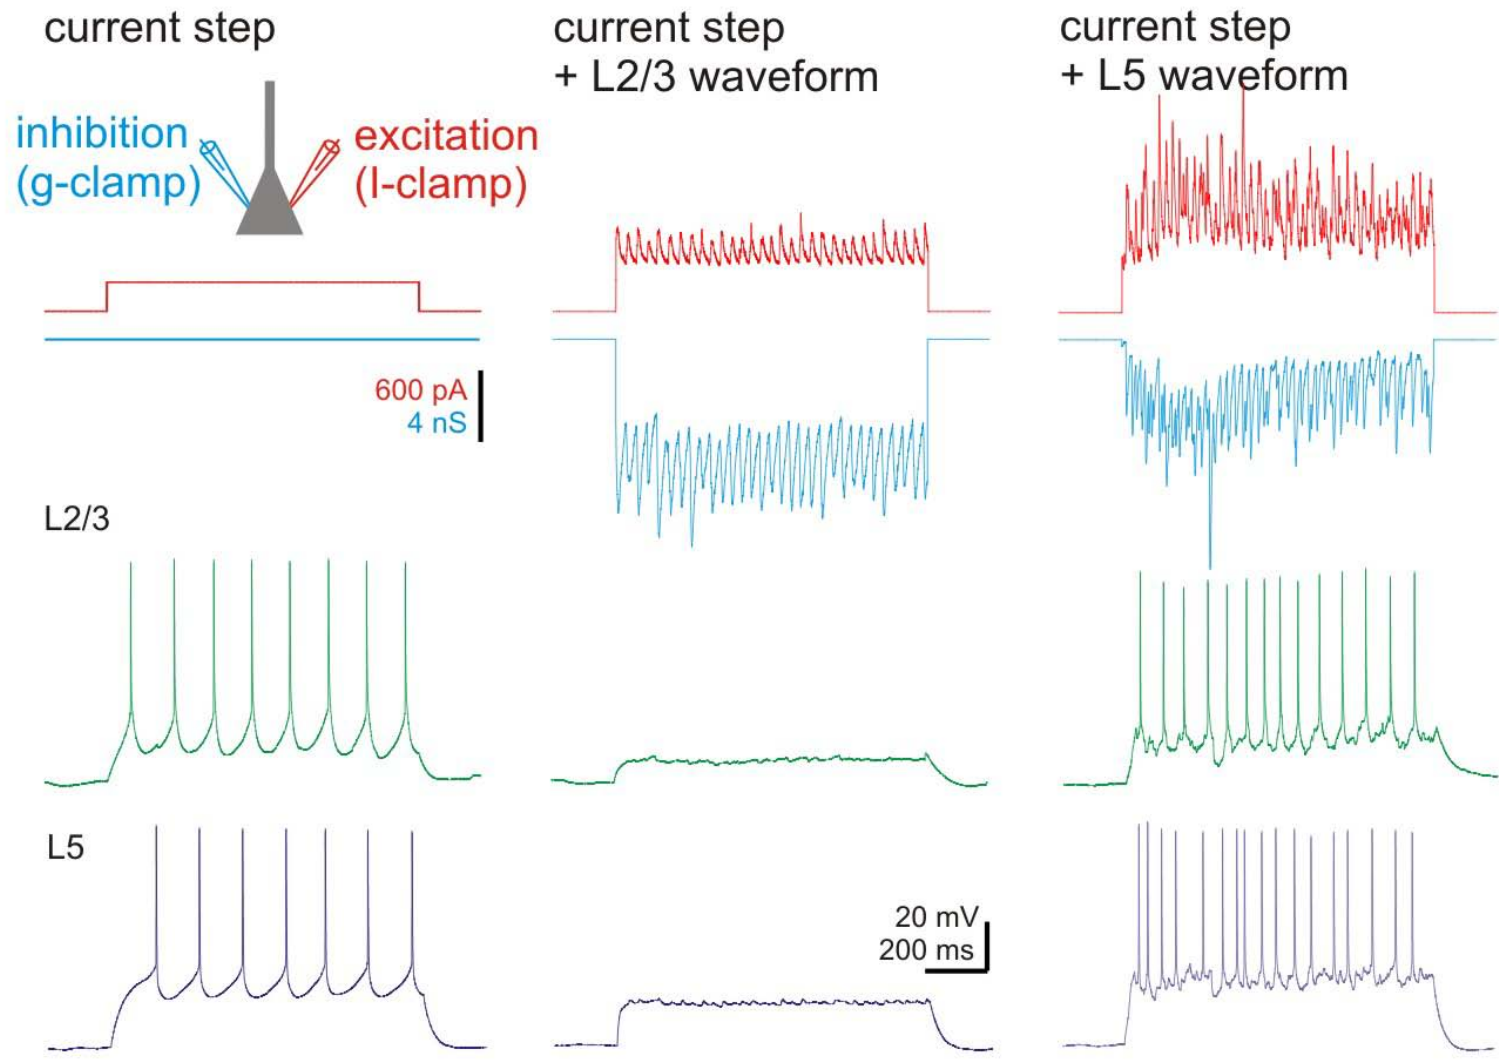 current step
current step
+ L2/3 waveform
current step
+ L5 waveform
inhibition
(g-clamp)
excitation
(I-clamp)
600 pA
4 nS
L2/3
L5
20 mV
200 ms